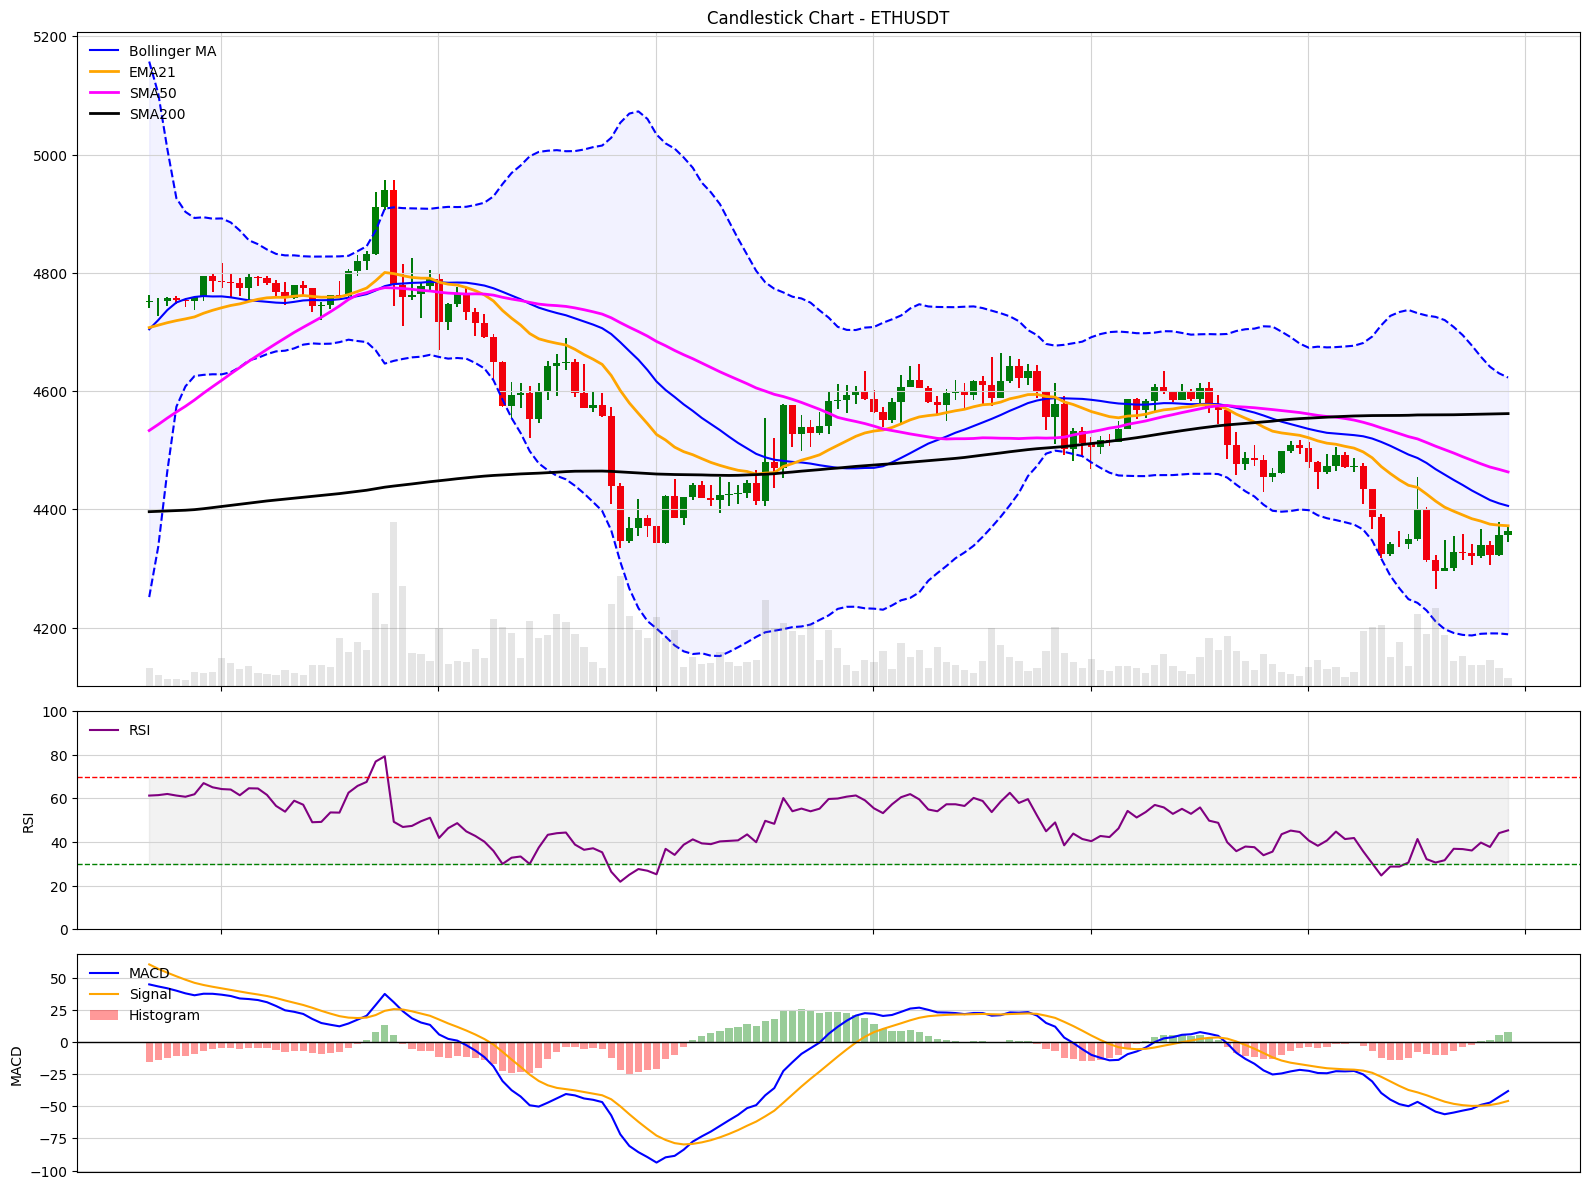 Candlestick Chart - ETHUSDT
5200
5000
4800
4600
4400
4200
Bollinger MA
EMA21
SMA50
SMA200
100
80
60
40
20
0
RSI
RSI
50
25
0
−25
−50
−75
−100
MACD
MACD
Signal
Histogram